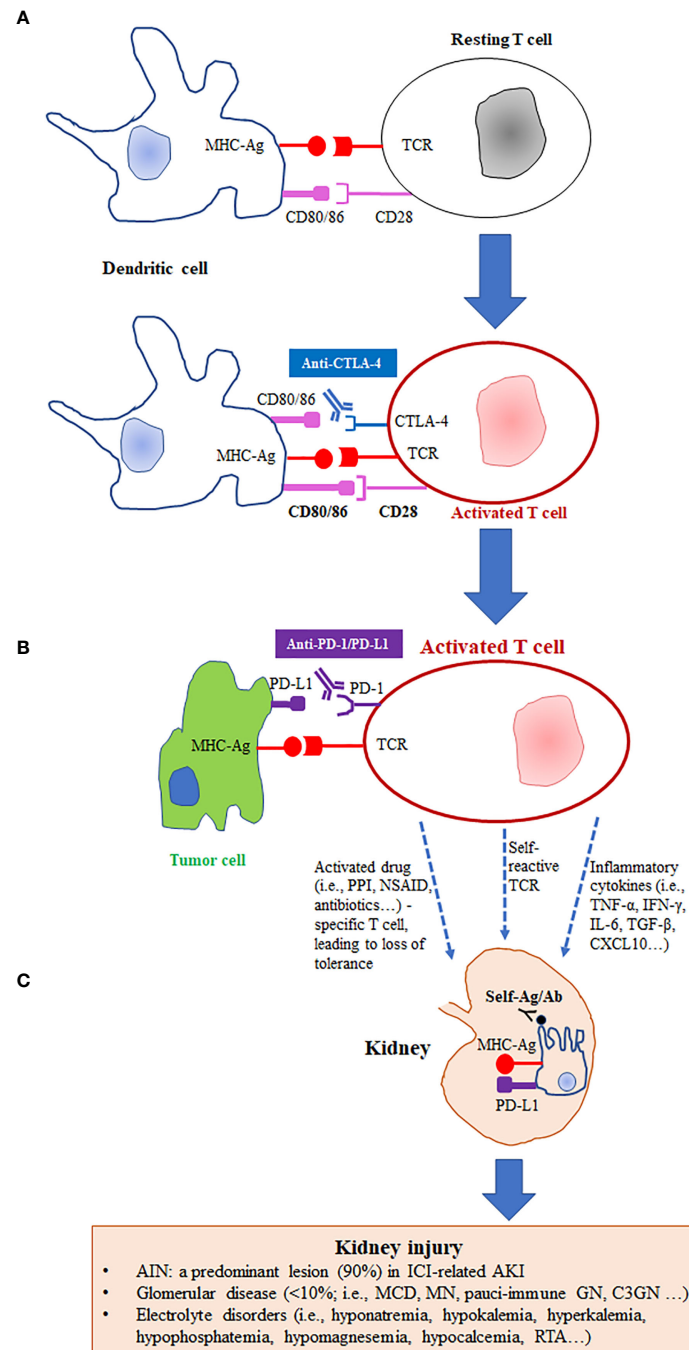 A
Resting T cell
MHC-Ag
TCR
CD80/86
CD28
Dendritic cell
Anti-CTLA-4
CD80/86
CTLA-4
MHC-Ag
TCR
CD80/86
CD28
Activated T cell
B
Activated T cell
Anti-PD-1/PD-L1
PD-L1
PD-1
MHC-Ag
TCR
Tumor cell
Activated drug
(i.e., PPI, NSAID,
antibiotics…) -
specific T cell,
leading to loss of
tolerance
Self-
reactive
TCR
Inflammatory
cytokines (i.e.,
TNF-α, IFN-γ,
IL-6, TGF-β,
CXCL10…)
C
Self-Ag/Ab
Kidney
MHC-Ag
PD-L1
Kidney injury
• AIN: a predominant lesion (90%) in ICI-related AKI
• Glomerular disease (<10%; i.e., MCD, MN, pauci-immune GN, C3GN …)
• Electrolyte disorders (i.e., hyponatremia, hypokalemia, hyperkalemia,
hypophosphatemia, hypomagnesemia, hypocalcemia, RTA…)